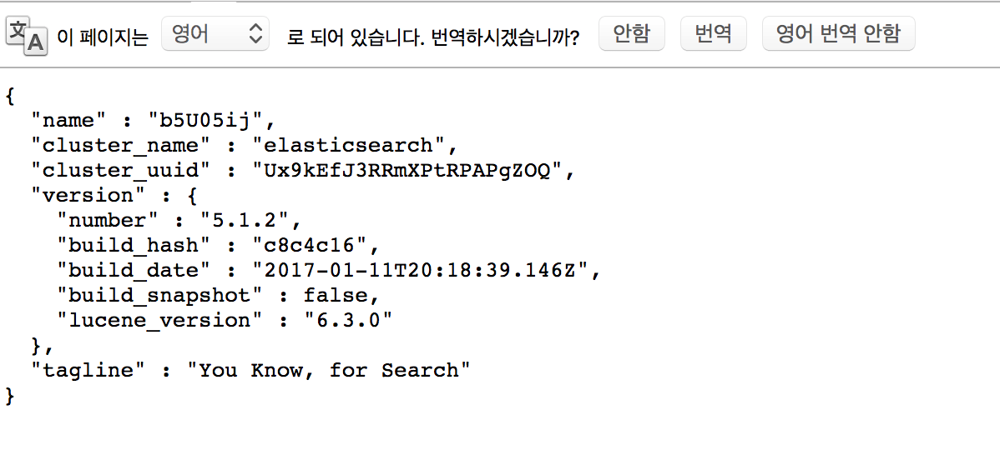 文A 이 페이지는 영어 로 되어 있습니다. 번역하시겠습니까? 안함 번역 영어 번역 안함
{
  "name" : "b5U05ij",
  "cluster_name" : "elasticsearch",
  "cluster_uuid" : "Ux9kEfJ3RRmXPtRPAPgZOQ",
  "version" : {
    "number" : "5.1.2",
    "build_hash" : "c8c4c16",
    "build_date" : "2017-01-11T20:18:39.146Z",
    "build_snapshot" : false,
    "lucene_version" : "6.3.0"
  },
  "tagline" : "You Know, for Search"
}